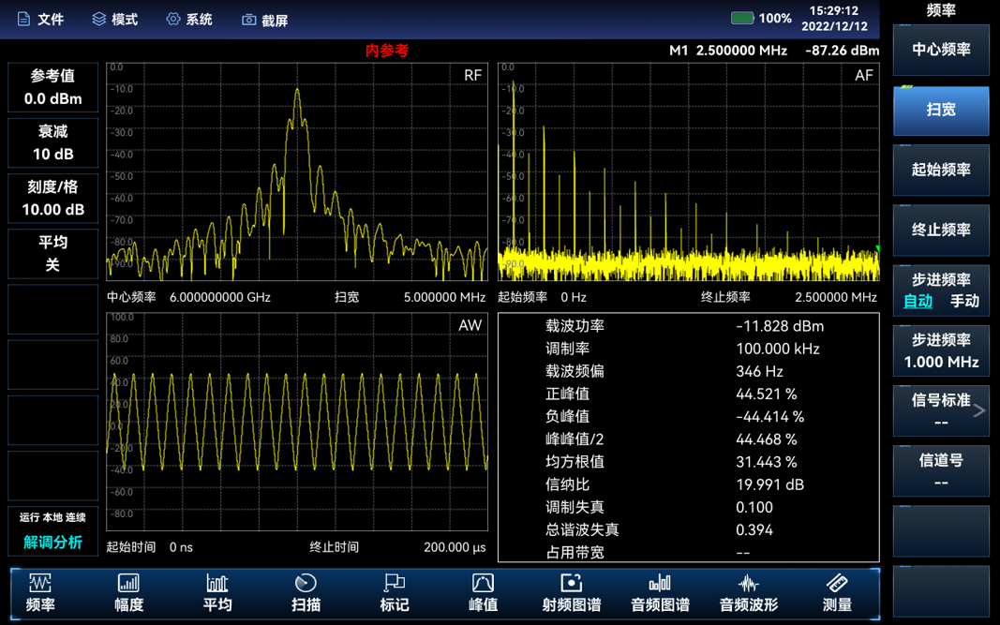 文件 模式 系统 截屏 100% 15:29:12
2022/12/12
频率
内参考 M1 2.500000 MHz -87.26 dBm
参考值
0.0 dBm
衰减
10 dB
刻度/格
10.00 dB
平均
关
运行 本地 连续
解调分析
RF
0.0
-10.0
-20.0
-30.0
-40.0
-50.0
-60.0
-70.0
-80.0
-90.0
中心频率 6.000000000 GHz 扫宽 5.000000 MHz
AF
0.0
-10.0
-20.0
-30.0
-40.0
-50.0
-60.0
-70.0
-80.0
-90.0
起始频率 0 Hz 终止频率 2.500000 MHz
AW
100.0
80.0
60.0
40.0
20.0
0.0
-20.0
-40.0
-60.0
-80.0
起始时间 0 ns 终止时间 200.000 µs
载波功率 -11.828 dBm
调制率 100.000 kHz
载波频偏 346 Hz
正峰值 44.521 %
负峰值 -44.414 %
峰峰值/2 44.468 %
均方根值 31.443 %
信纳比 19.991 dB
调制失真 0.100
总谐波失真 0.394
占用带宽 --
中心频率
扫宽
起始频率
终止频率
步进频率
自动 手动
步进频率
1.000 MHz
信号标准
--
信道号
--
频率 幅度 平均 扫描 标记 峰值 射频图谱 音频图谱 音频波形 测量